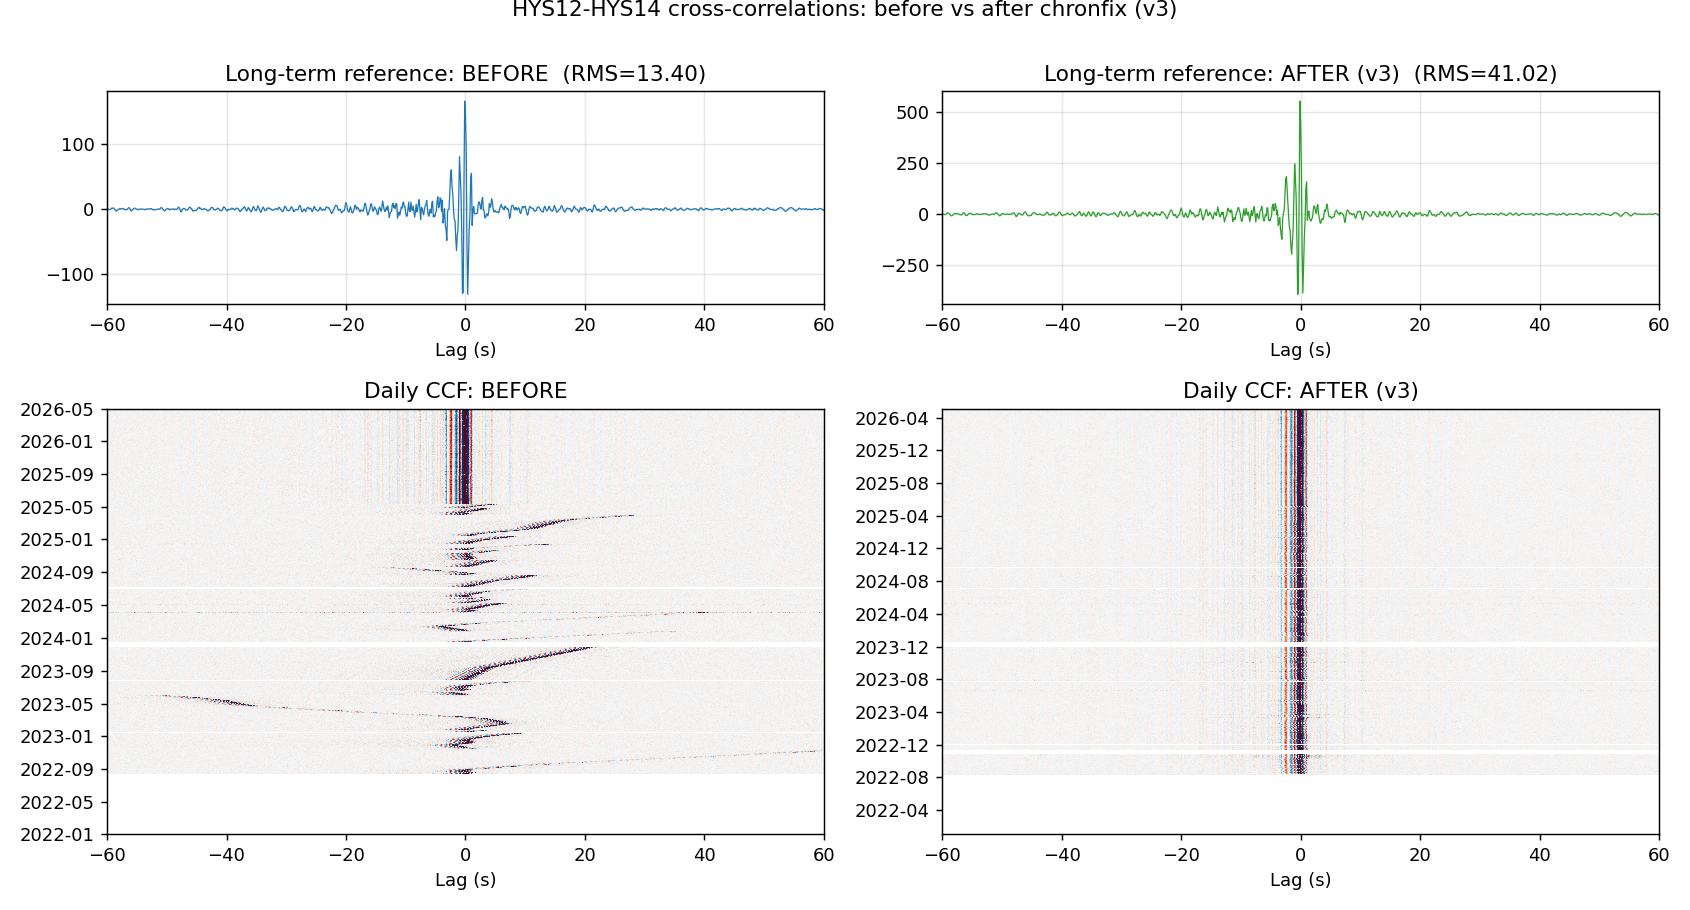 HYS12-HYS14 cross-correlations: before vs after chronfix (v3)
Long-term reference: BEFORE  (RMS=13.40)
100
0
−100
−60 −40 −20 0 20 40 60
Lag (s)
Long-term reference: AFTER (v3)  (RMS=41.02)
500
250
0
−250
−60 −40 −20 0 20 40 60
Lag (s)
Daily CCF: BEFORE
2026-05
2026-01
2025-09
2025-05
2025-01
2024-09
2024-05
2024-01
2023-09
2023-05
2023-01
2022-09
2022-05
2022-01
−60 −40 −20 0 20 40 60
Lag (s)
Daily CCF: AFTER (v3)
2026-04
2025-12
2025-08
2025-04
2024-12
2024-08
2024-04
2023-12
2023-08
2023-04
2022-12
2022-08
2022-04
−60 −40 −20 0 20 40 60
Lag (s)